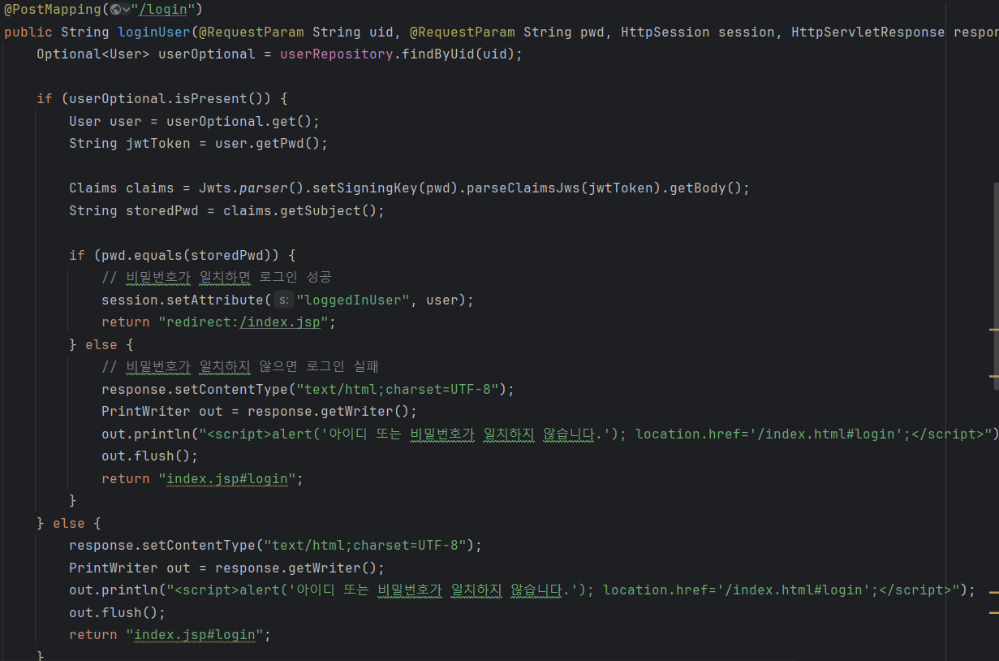 @PostMapping("/login")
public String loginUser(@RequestParam String uid, @RequestParam String pwd, HttpSession session, HttpServletResponse respon
Optional<User> userOptional = userRepository.findByUid(uid);
if (userOptional.isPresent()) {
User user = userOptional.get();
String jwtToken = user.getPwd();
Claims claims = Jwts.parser().setSigningKey(pwd).parseClaimsJws(jwtToken).getBody();
String storedPwd = claims.getSubject();
if (pwd.equals(storedPwd)) {
// 비밀번호가 일치하면 로그인 성공
session.setAttribute( s: "loggedInUser", user);
return "redirect:/index.jsp";
} else {
// 비밀번호가 일치하지 않으면 로그인 실패
response.setContentType("text/html;charset=UTF-8");
PrintWriter out = response.getWriter();
out.println("<script>alert('아이디 또는 비밀번호가 일치하지 않습니다.'); location.href='/index.html#login';</script>")
out.flush();
return "index.jsp#login";
}
} else {
response.setContentType("text/html;charset=UTF-8");
PrintWriter out = response.getWriter();
out.println("<script>alert('아이디 또는 비밀번호가 일치하지 않습니다.'); location.href='/index.html#login';</script>");
out.flush();
return "index.jsp#login";
}